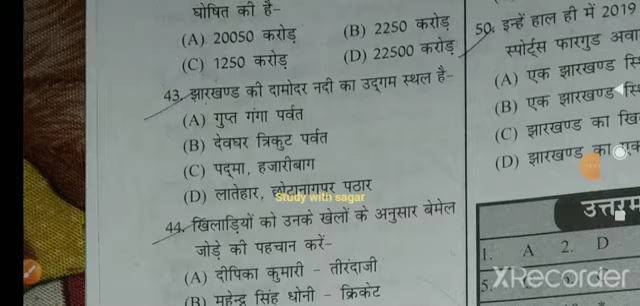 घोषित की है–
(A) 20050 करोड़ (B) 2250 करोड़
(C) 1250 करोड़ (D) 22500 करोड़
43. झारखण्ड की दामोदर नदी का उद्गम स्थल है–
(A) गुप्त गंगा पर्वत
(B) देवघर त्रिकुट पर्वत
(C) पद्मा, हजारीबाग
(D) लातेहार, छोटानागपुर पठार
Study with sagar
44. खिलाड़ियों को उनके खेलों के अनुसार बेमेल
जोड़े की पहचान करें–
(A) दीपिका कुमारी – तीरंदाजी
(B) महेन्द्र सिंह धोनी – क्रिकेट
50. इन्हें हाल ही में 2019
स्पोर्ट्स फारगुड अवा
(A) एक झारखण्ड
(B) एक झारखण्ड
(C) झारखण्ड का
(D) झारखण्ड का एक
1. A 2. D
5.
XRecorder